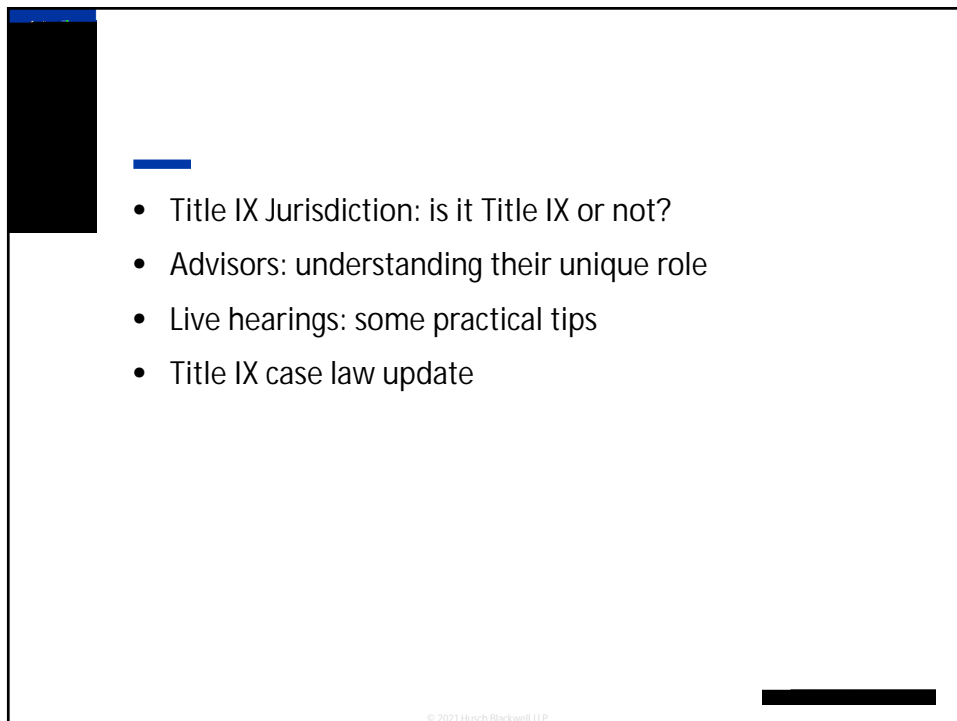 • Title IX Jurisdiction: is it Title IX or not?
• Advisors: understanding their unique role
• Live hearings: some practical tips
• Title IX case law update
© 2021 Husch Blackwell LLP